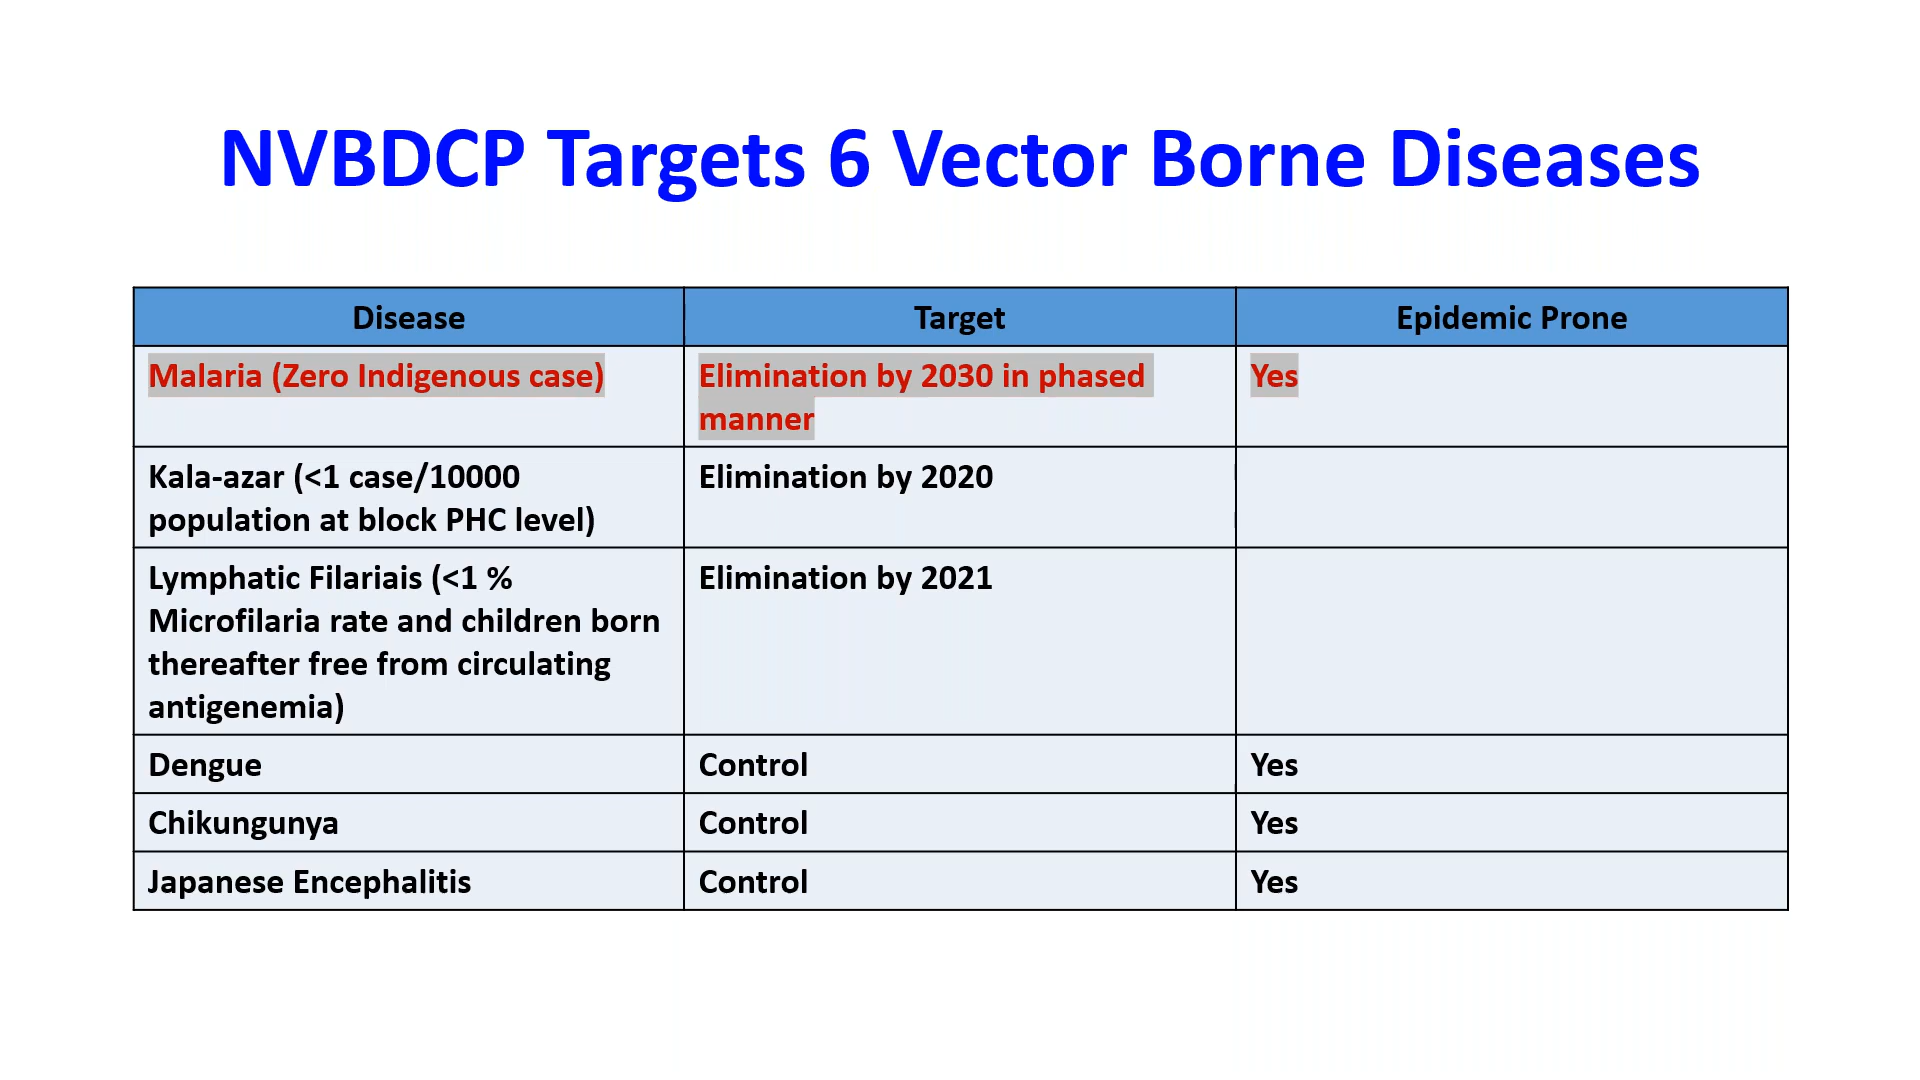 NVBDCP Targets 6 Vector Borne Diseases
Disease
Target
Epidemic Prone
Malaria (Zero Indigenous case)
Elimination by 2030 in phased
manner
Yes
Kala-azar (<1 case/10000
population at block PHC level)
Elimination by 2020
Lymphatic Filariais (<1 %
Microfilaria rate and children born
thereafter free from circulating
antigenemia)
Elimination by 2021
Dengue
Control
Yes
Chikungunya
Control
Yes
Japanese Encephalitis
Control
Yes